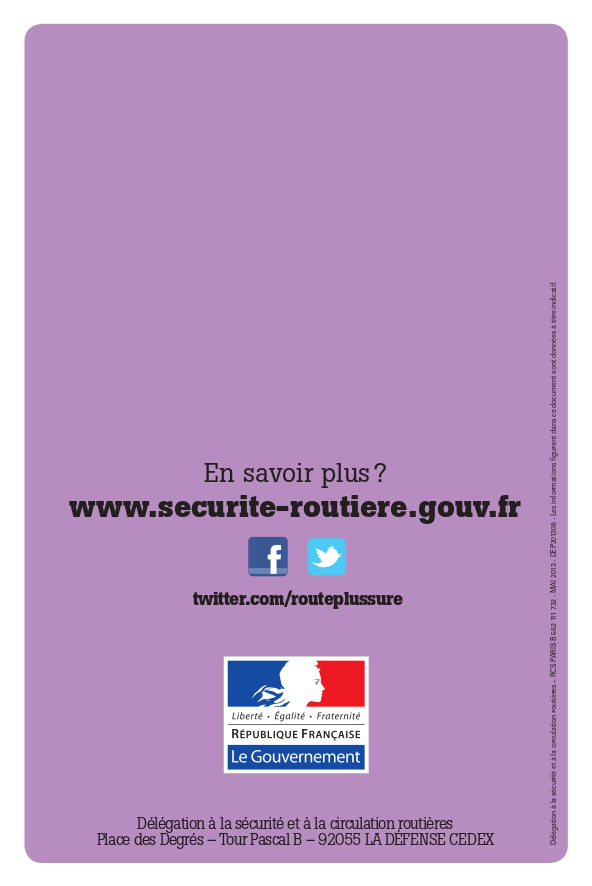 En savoir plus ?
www.securite-routiere.gouv.fr
f
twitter.com/routeplussure
Liberté • Égalité • Fraternité
RÉPUBLIQUE FRANÇAISE
Le Gouvernement
Délégation à la sécurité et à la circulation routières
Place des Degrés – Tour Pascal B – 92055 LA DÉFENSE CEDEX
Délégation à la sécurité et à la circulation routières – RCS PARIS B 662 111 732 - MAI 2013 - DEP201308 - Les informations figurant dans ce document sont données à titre indicatif.